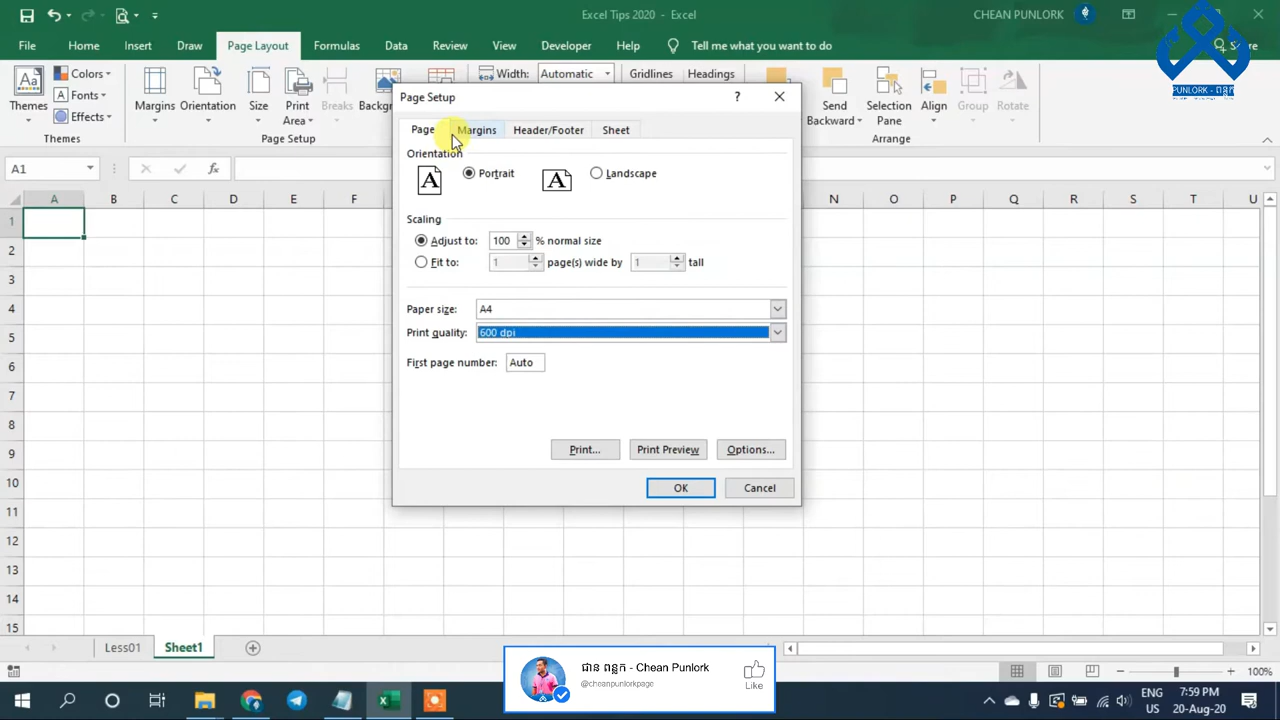 Excel Tips 2020 - Excel
CHEAN PUNLORK
File Home Insert Draw Page Layout Formulas Data Review View Developer Help Tell me what you want to do Share
Themes
Colors
Fonts
Effects
Themes
Margins Orientation Size Print Area Breaks
Page Setup
Width: Automatic
Gridlines Headings
Send Backward Selection Pane Align Group Rotate
Arrange
PUNLORK - ពន្លក
A1
fx
Page Setup
?
Page Margins Header/Footer Sheet
Orientation
A Portrait A Landscape
Scaling
Adjust to: 100 % normal size
Fit to: 1 page(s) wide by 1 tall
Paper size: A4
Print quality: 600 dpi
First page number: Auto
Print... Print Preview Options...
OK Cancel
A B C D E F N O P Q R S T U
1
2
3
4
5
6
7
8
9
10
11
12
13
14
15
Less01 Sheet1
ជាន ពន្លក - Chean Punlork
@cheanpunlorkpage
Like
100%
ENG
US
7:59 PM
20-Aug-20